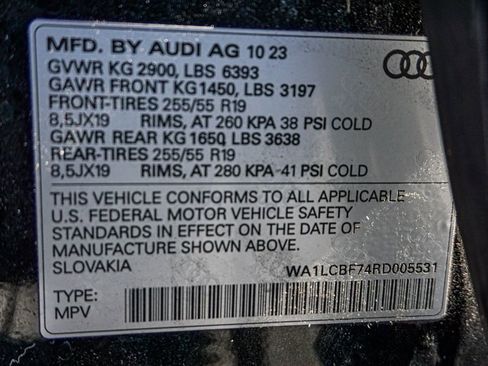 MFD. BY AUDI AG 10 23
GVWR KG 2900, LBS 6393
GAWR FRONT KG1450, LBS 3197
FRONT-TIRES 255/55 R19
8,5JX19 RIMS, AT 260 KPA 38 PSI COLD
GAWR REAR KG 1650, LBS 3638
REAR-TIRES 255/55 R19
8,5JX19 RIMS, AT 280 KPA-41 PSI COLD
THIS VEHICLE CONFORMS TO ALL APPLICABLE
U.S. FEDERAL MOTOR VEHICLE SAFETY
STANDARDS IN EFFECT ON THE DATE OF
MANUFACTURE SHOWN ABOVE.
SLOVAKIA WA1LCBF74RD005531
TYPE:
MPV